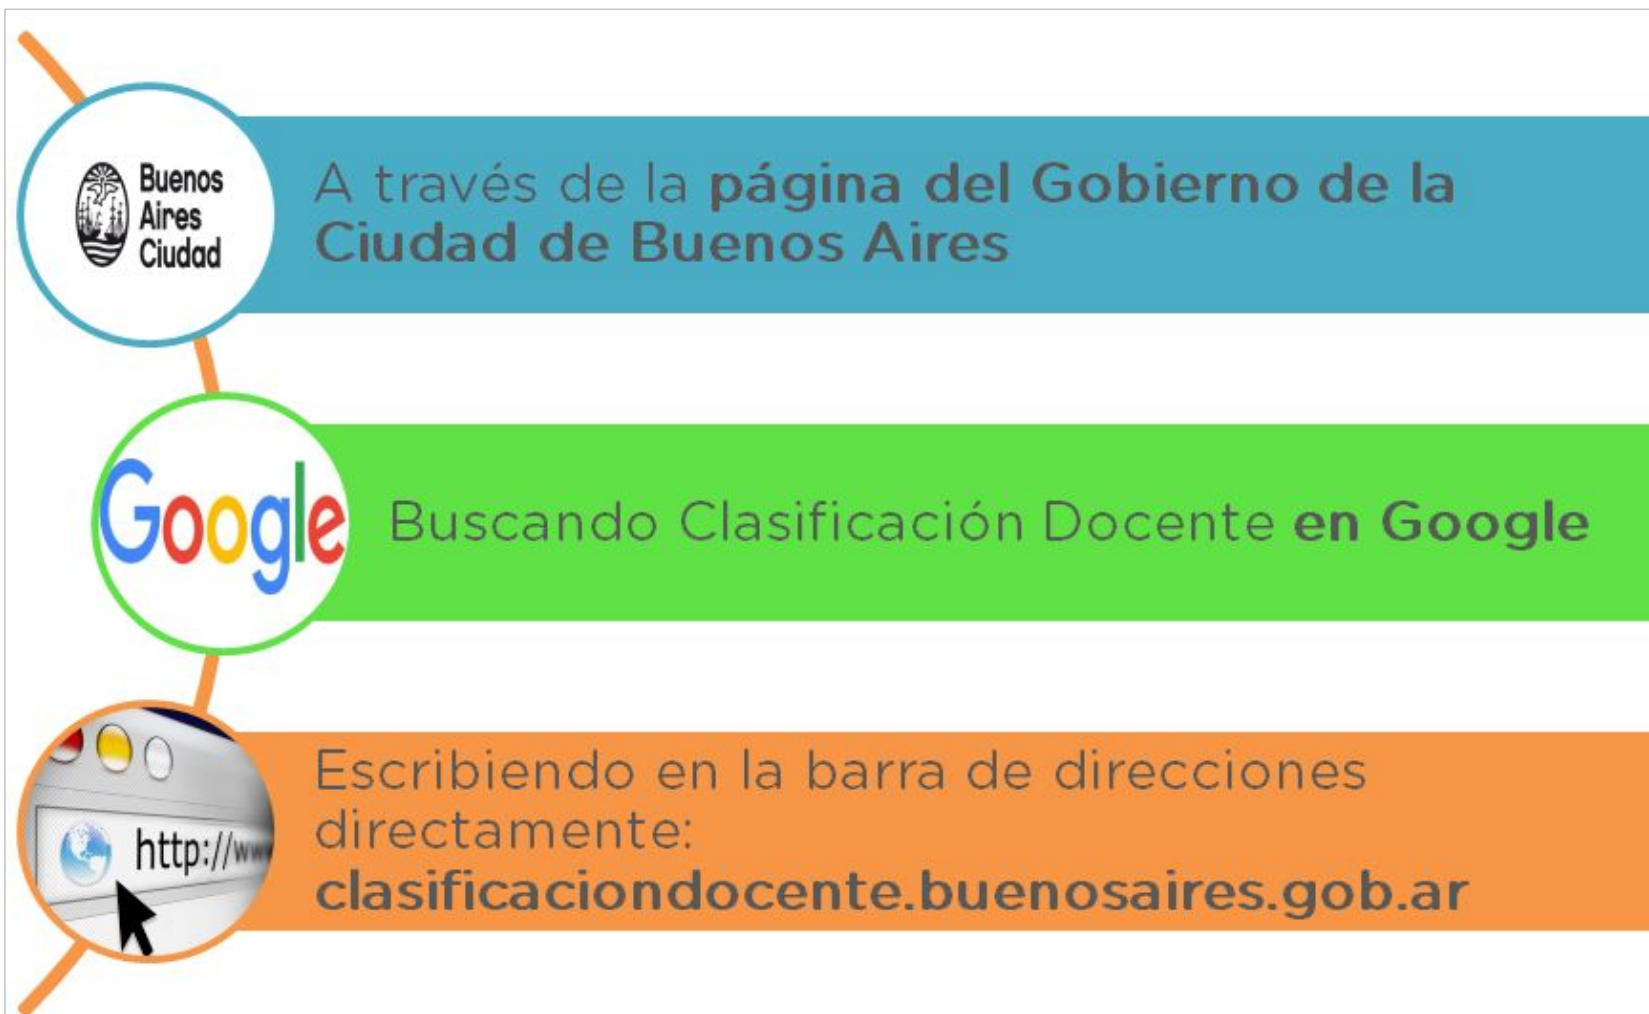 Buenos
Aires
Ciudad
A través de la página del Gobierno de la
Ciudad de Buenos Aires
Google
Buscando Clasificación Docente en Google
http://www
Escribiendo en la barra de direcciones
directamente:
clasificaciondocente.buenosaires.gob.ar